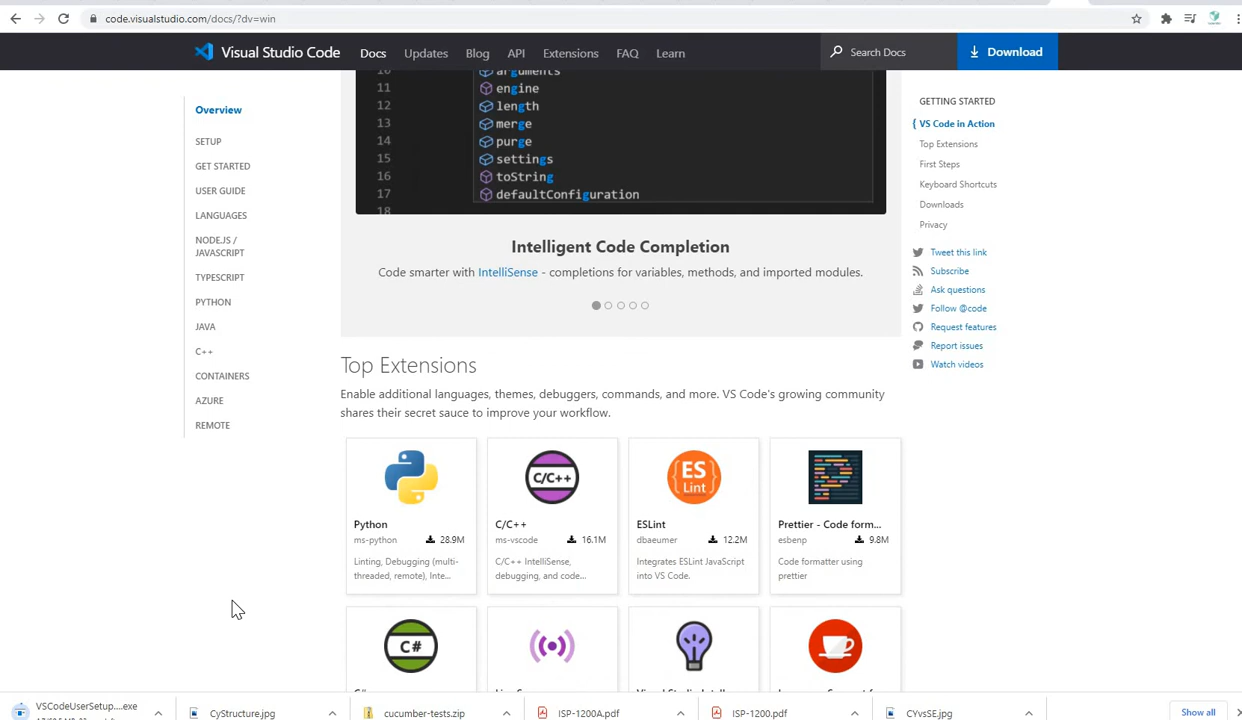 code.visualstudio.com/docs/?dv=win
Visual Studio Code
Docs
Updates
Blog
API
Extensions
FAQ
Learn
Search Docs
Download
Overview
SETUP
GET STARTED
USER GUIDE
LANGUAGES
NODE.JS /
JAVASCRIPT
TYPESCRIPT
PYTHON
JAVA
C++
CONTAINERS
AZURE
REMOTE
arguments
11 engine
12 length
13 merge
14 purge
15 settings
16 toString
17 defaultConfiguration
18
Intelligent Code Completion
Code smarter with IntelliSense - completions for variables, methods, and imported modules.
Top Extensions
Enable additional languages, themes, debuggers, commands, and more. VS Code's growing community
shares their secret sauce to improve your workflow.
Python
ms-python 28.9M
Linting, Debugging (multi-
threaded, remote), Inte...
C/C++
C/C++
ms-vscode 16.1M
C/C++ IntelliSense,
debugging, and code...
ES
Lint
ESLint
dbaeumer 12.2M
Integrates ESLint JavaScript
into VS Code.
Prettier - Code form...
esbenp 9.8M
Code formatter using
prettier
C#
GETTING STARTED
VS Code in Action
Top Extensions
First Steps
Keyboard Shortcuts
Downloads
Privacy
Tweet this link
Subscribe
Ask questions
Follow @code
Request features
Report issues
Watch videos
VSCodeUserSetup....exe
CyStructure.jpg
cucumber-tests.zip
ISP-1200A.pdf
ISP-1200.pdf
CYvsSE.jpg
Show all